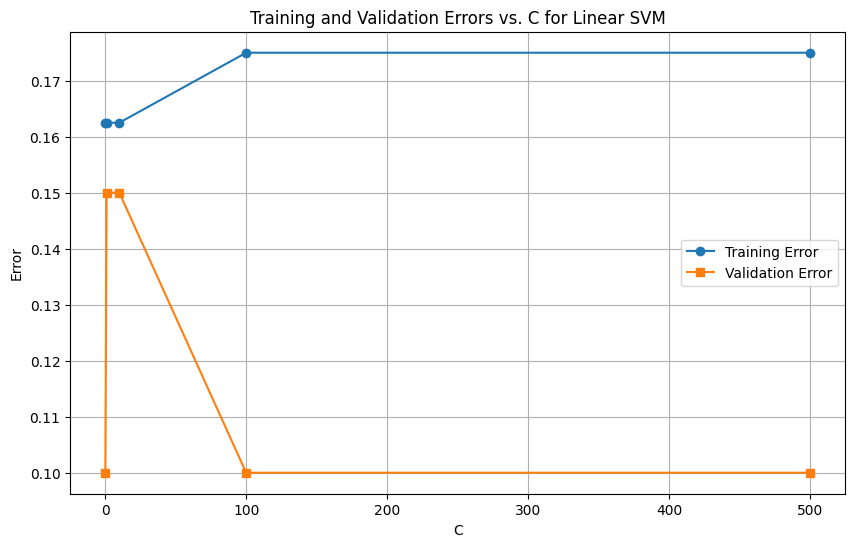 Training and Validation Errors vs. C for Linear SVM
Error
0.17
0.16
0.15
0.14
0.13
0.12
0.11
0.10
Training Error
Validation Error
0
100
200
300
400
500
C